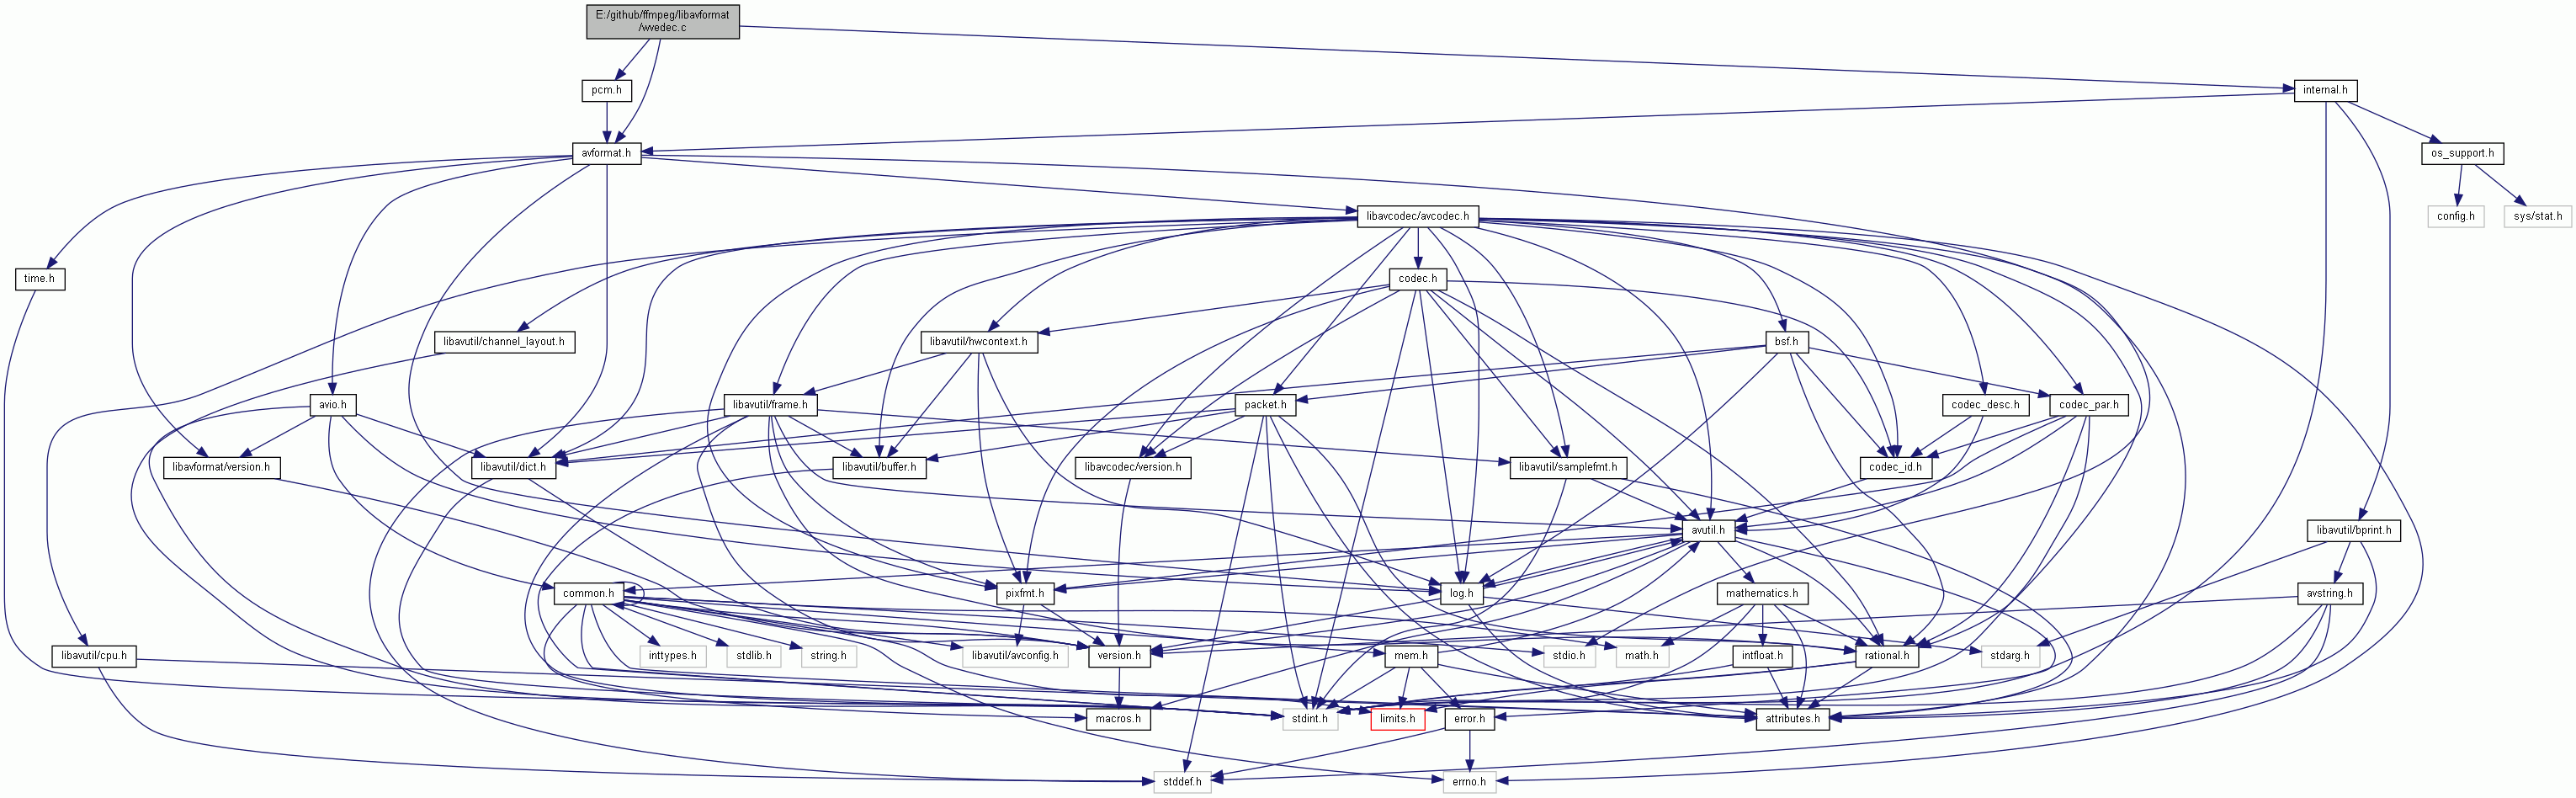 E:/github/ffmpeg/libavformat
/wvedec.c
pcm.h
internal.h
avformat.h
os_support.h
config.h
sys/stat.h
libavcodec/avcodec.h
time.h
codec.h
libavutil/channel_layout.h
libavutil/hwcontext.h
bsf.h
avio.h
libavutil/frame.h
packet.h
codec_desc.h
codec_par.h
libavformat/version.h
libavutil/dict.h
libavutil/buffer.h
libavcodec/version.h
libavutil/samplefmt.h
codec_id.h
avutil.h
libavutil/bprint.h
common.h
pixfmt.h
log.h
mathematics.h
avstring.h
libavutil/cpu.h
inttypes.h
stdlib.h
string.h
libavutil/avconfig.h
version.h
mem.h
stdio.h
math.h
intfloat.h
rational.h
stdarg.h
macros.h
stdint.h
limits.h
error.h
attributes.h
stddef.h
errno.h